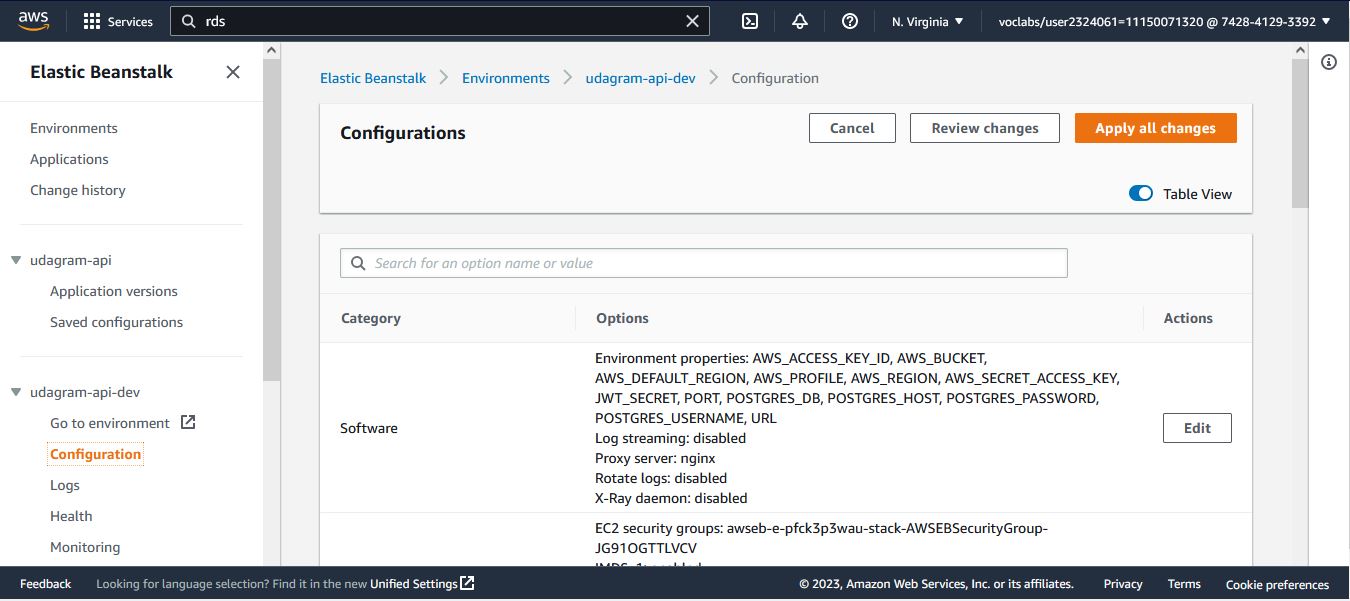 aws
Services
rds
N. Virginia
voclabs/user2324061=11150071320 @ 7428-4129-3392
Elastic Beanstalk
Environments
Applications
Change history
udagram-api
Application versions
Saved configurations
udagram-api-dev
Go to environment
Configuration
Logs
Health
Monitoring
Elastic Beanstalk
Environments
udagram-api-dev
Configuration
Configurations
Cancel
Review changes
Apply all changes
Table View
Search for an option name or value
Category
Options
Actions
Software
Environment properties: AWS_ACCESS_KEY_ID, AWS_BUCKET,
AWS_DEFAULT_REGION, AWS_PROFILE, AWS_REGION, AWS_SECRET_ACCESS_KEY,
JWT_SECRET, PORT, POSTGRES_DB, POSTGRES_HOST, POSTGRES_PASSWORD,
POSTGRES_USERNAME, URL
Log streaming: disabled
Proxy server: nginx
Rotate logs: disabled
X-Ray daemon: disabled
Edit
EC2 security groups: awseb-e-pfck3p3wau-stack-AWSEBSecurityGroup-
JG91OGTTLVCV
Feedback
Looking for language selection? Find it in the new Unified Settings
© 2023, Amazon Web Services, Inc. or its affiliates.
Privacy
Terms
Cookie preferences